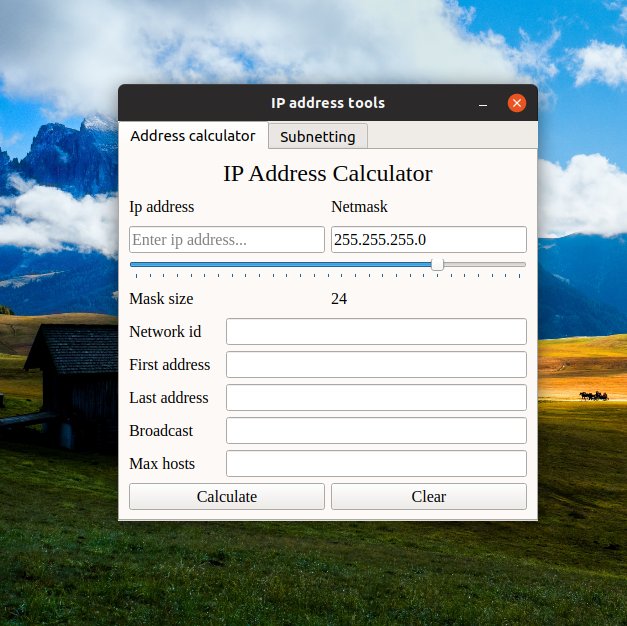 IP address tools
Address calculator Subnetting
IP Address Calculator
Ip address Netmask
Enter ip address... 255.255.255.0
Mask size 24
Network id
First address
Last address
Broadcast
Max hosts
Calculate Clear